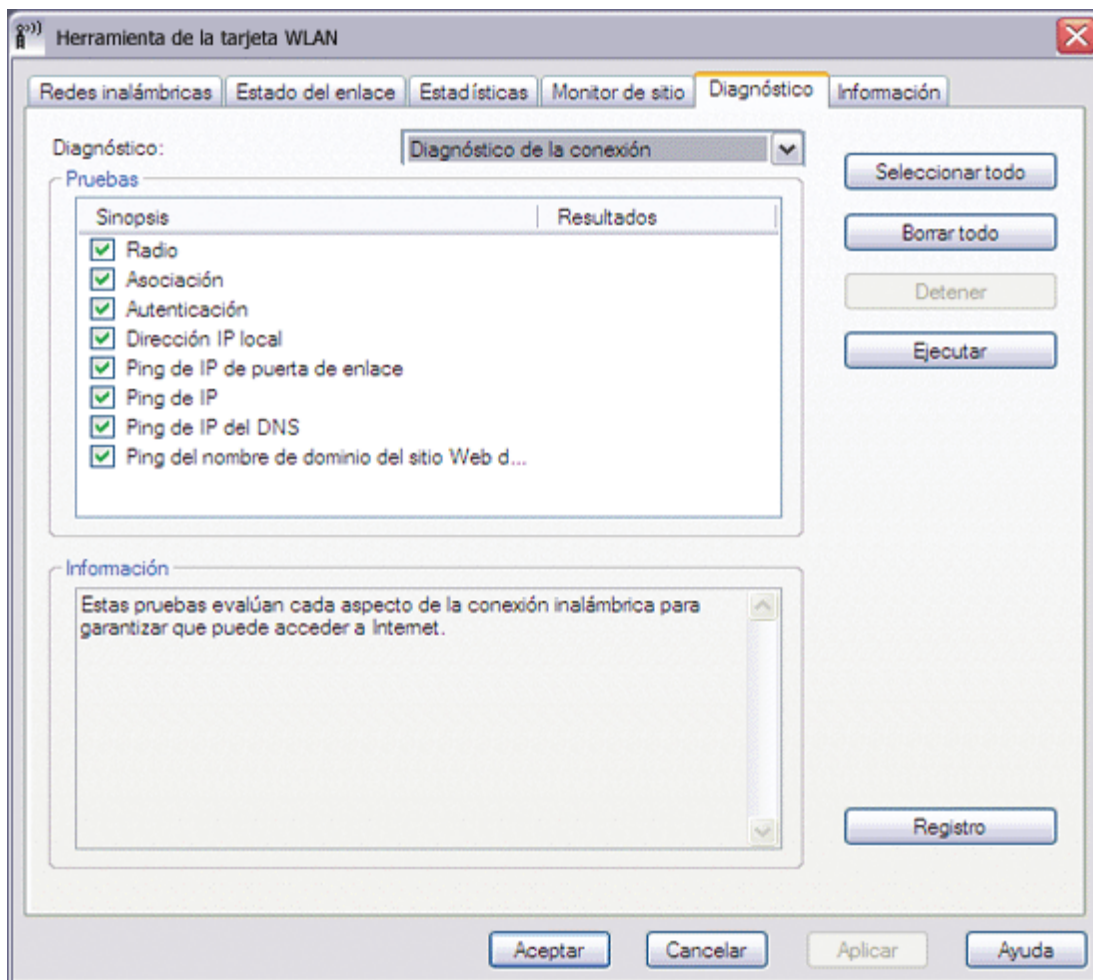 Herramienta de la tarjeta WLAN
Redes inalámbricas Estado del enlace Estadísticas Monitor de sitio Diagnóstico Información
Diagnóstico: Diagnóstico de la conexión
Pruebas
Sinopsis Resultados
Radio
Asociación
Autenticación
Dirección IP local
Ping de IP de puerta de enlace
Ping de IP
Ping de IP del DNS
Ping del nombre de dominio del sitio Web d...
Seleccionar todo
Borrar todo
Detener
Ejecutar
Información
Estas pruebas evalúan cada aspecto de la conexión inalámbrica para
garantizar que puede acceder a Internet.
Registro
Aceptar Cancelar Aplicar Ayuda